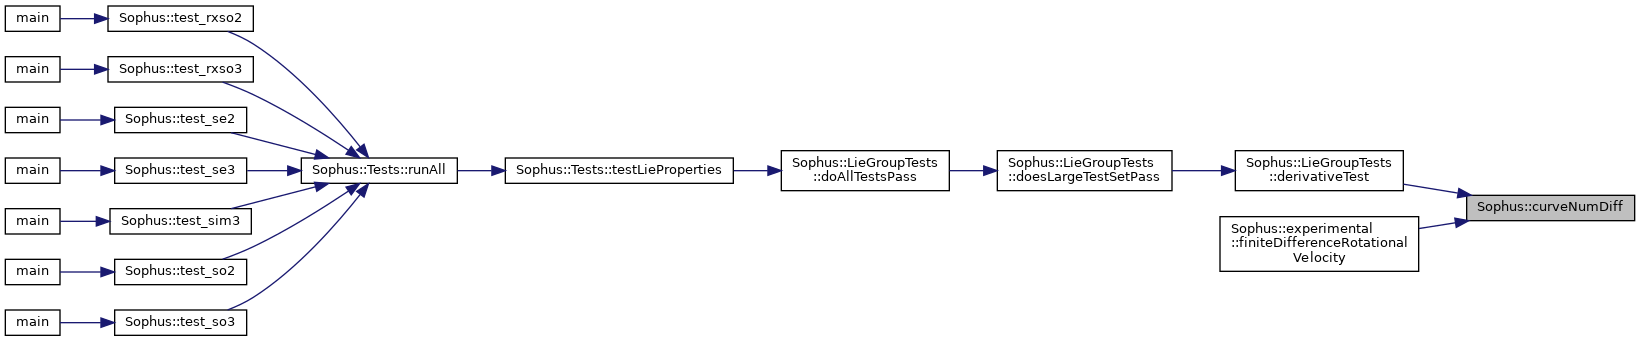 main
Sophus::test_rxso2
main
Sophus::test_rxso3
main
Sophus::test_se2
main
Sophus::test_se3
main
Sophus::test_sim3
main
Sophus::test_so2
main
Sophus::test_so3
Sophus::Tests::runAll
Sophus::Tests::testLieProperties
Sophus::LieGroupTests
::doAllTestsPass
Sophus::LieGroupTests
::doesLargeTestSetPass
Sophus::LieGroupTests
::derivativeTest
Sophus::experimental
::finiteDifferenceRotational
Velocity
Sophus::curveNumDiff